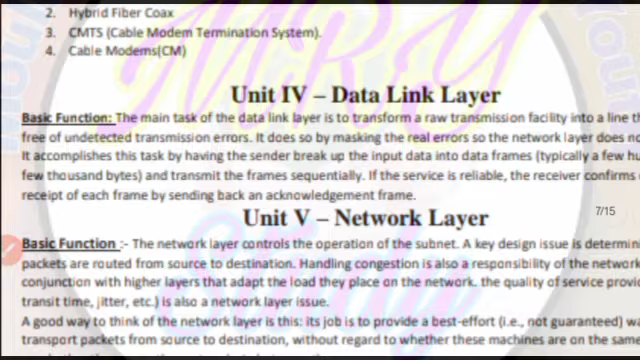 2. Hybrid Fiber Coax
3. CMTS (Cable Modem Termination System).
4. Cable Modems(CM)
Unit IV – Data Link Layer
Basic Function: The main task of the data link layer is to transform a raw transmission facility into a line th
free of undetected transmission errors. It does so by masking the real errors so the network layer does no
It accomplishes this task by having the sender break up the input data into data frames (typically a few hu
few thousand bytes) and transmit the frames sequentially. If the service is reliable, the receiver confirms
receipt of each frame by sending back an acknowledgement frame.
Unit V – Network Layer
7/15
Basic Function :- The network layer controls the operation of the subnet. A key design issue is determini
packets are routed from source to destination. Handling congestion is also a responsibility of the network
conjunction with higher layers that adapt the load they place on the network. the quality of service provid
transit time, jitter, etc.) is also a network layer issue.
A good way to think of the network layer is this: its job is to provide a best-effort (i.e., not guaranteed) wa
transport packets from source to destination, without regard to whether these machines are on the same